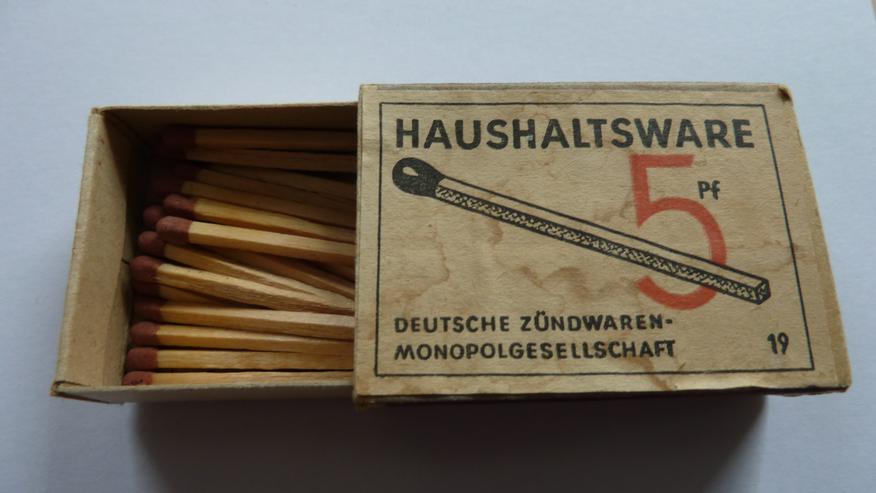 HAUSHALTSWARE
5 Pf
DEUTSCHE ZÜNDWAREN-
MONOPOLGESELLSCHAFT
19